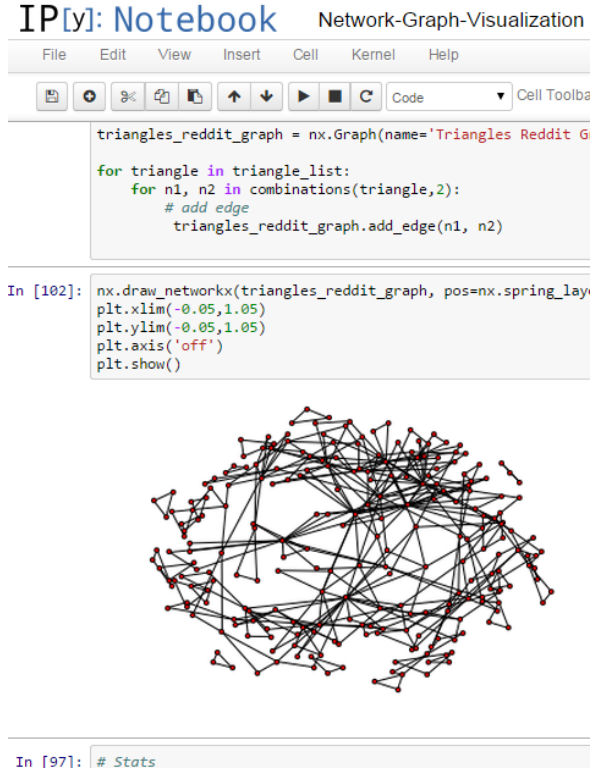 IP[y]: Notebook Network-Graph-Visualization
File Edit View Insert Cell Kernel Help
Code Cell Toolba
triangles_reddit_graph = nx.Graph(name='Triangles Reddit G
for triangle in triangle_list:
    for n1, n2 in combinations(triangle,2):
        # add edge
         triangles_reddit_graph.add_edge(n1, n2)
In [102]: nx.draw_networkx(triangles_reddit_graph, pos=nx.spring_lay
plt.xlim(-0.05,1.05)
plt.ylim(-0.05,1.05)
plt.axis('off')
plt.show()
In [97]: # Stats